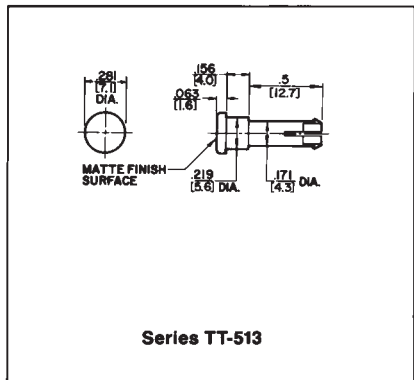 .281
[7.1]
DIA.
.156
[4.0]
.063
[1.6]
.5
[12.7]
MATTE FINISH
SURFACE
.219
[5.6] DIA.
.171
[4.3] DIA.
Series TT-513